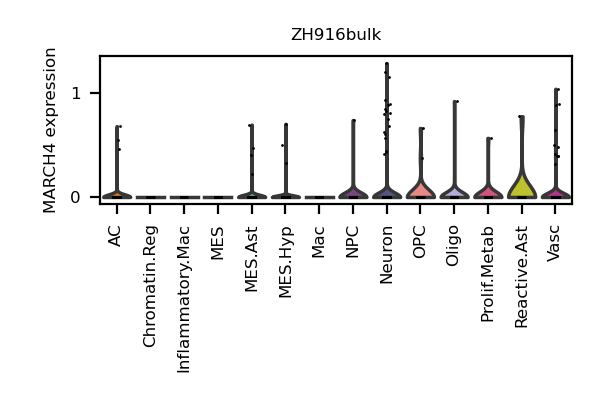 ZH916bulk
MARCH4 expression
1
0
AC
Chromatin.Reg
Inflammatory.Mac
MES
MES.Ast
MES.Hyp
Mac
NPC
Neuron
OPC
Oligo
Prolif.Metab
Reactive.Ast
Vasc